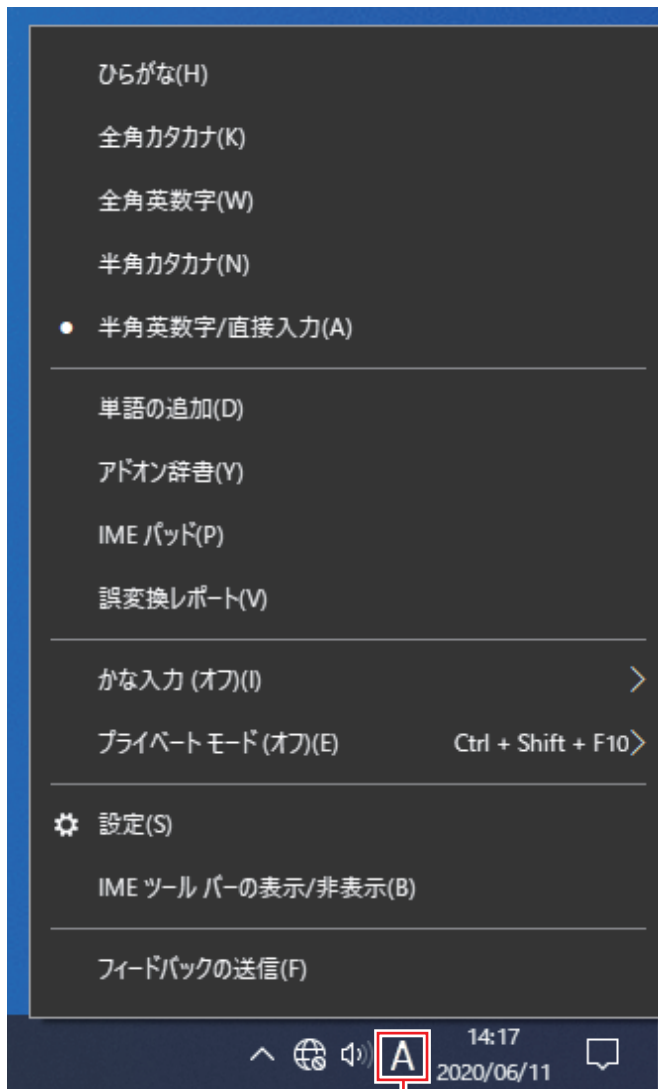 ひらがな(H)
全角カタカナ(K)
全角英数字(W)
半角カタカナ(N)
半角英数字/直接入力(A)
単語の追加(D)
アドオン辞書(Y)
IME パッド(P)
誤変換レポート(V)
かな入力 (オフ)(I)
プライベート モード (オフ)(E) Ctrl + Shift + F10
設定(S)
IME ツール バーの表示/非表示(B)
フィードバックの送信(F)
A 14:17
2020/06/11